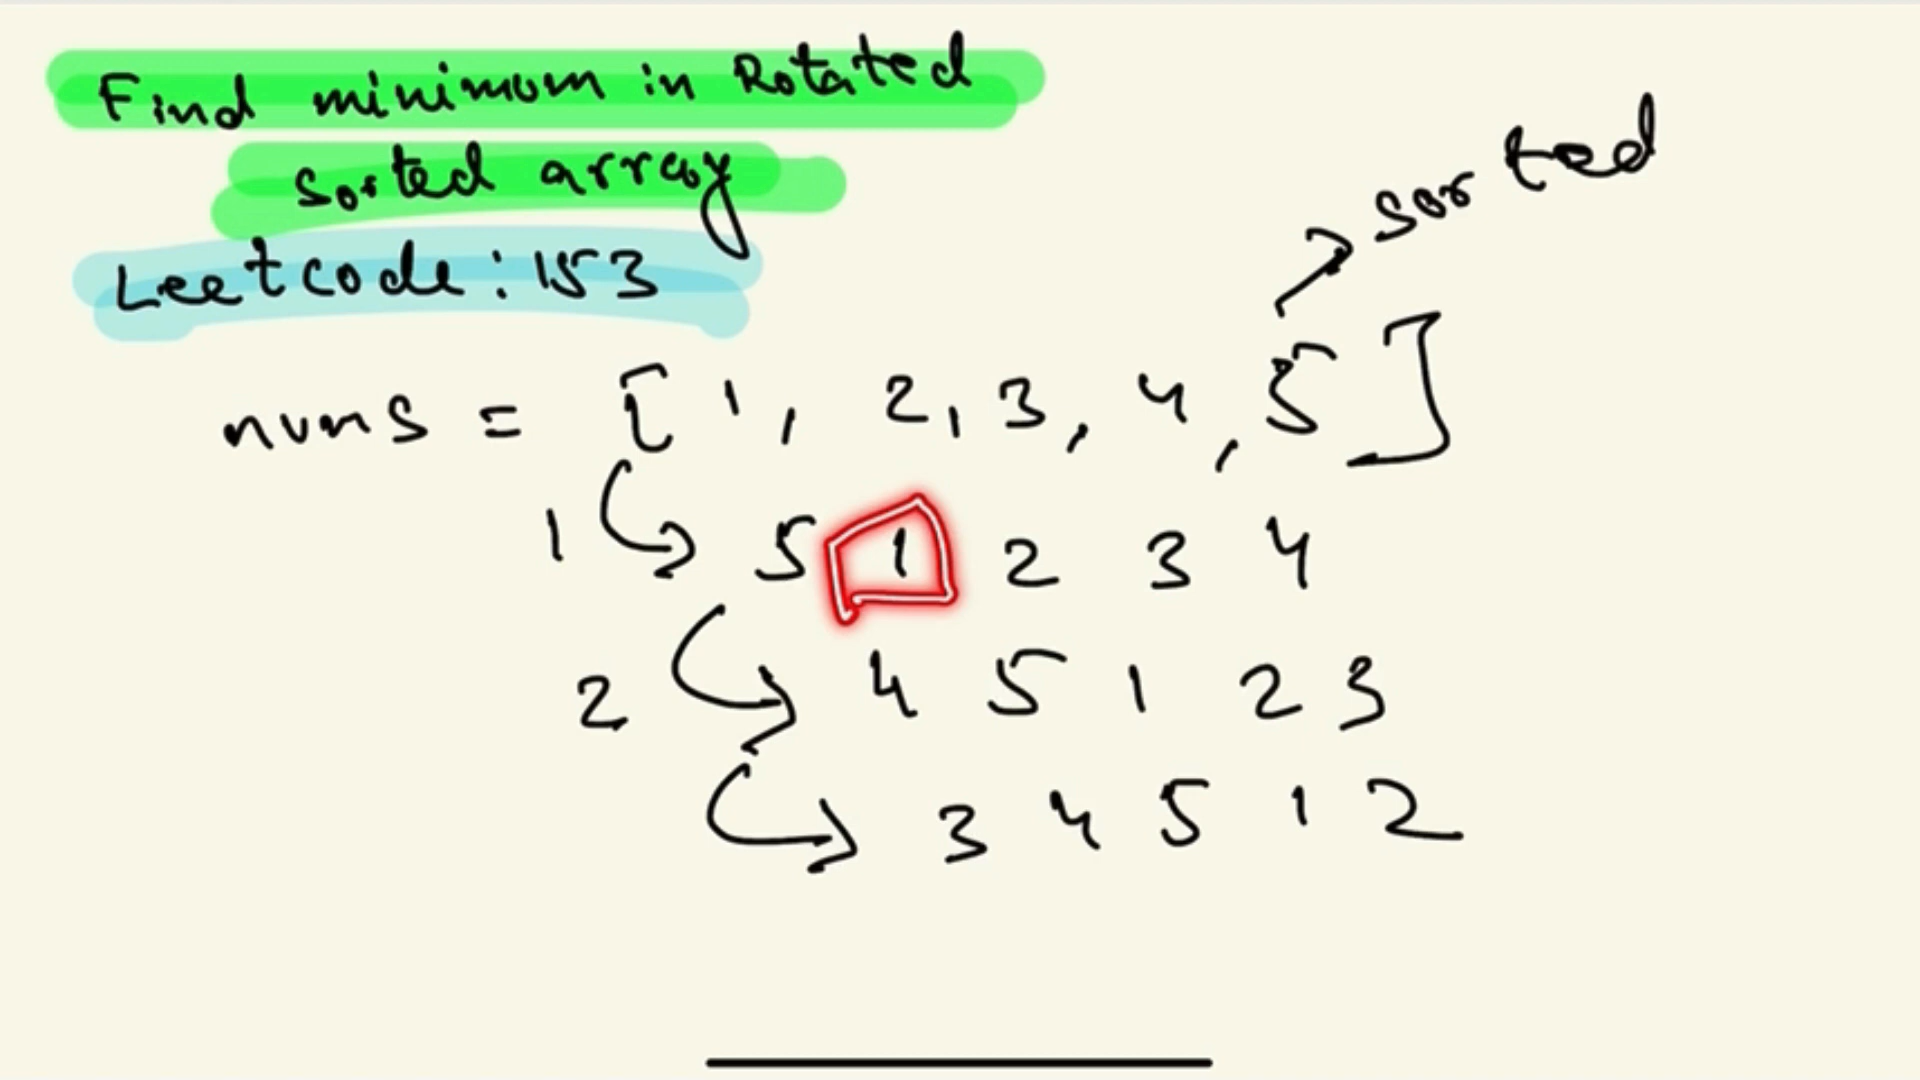 Find minimum in Rotated
sorted array
Leetcode: 153
sorted
nums = [1, 2, 3, 4, 5]
1 5 1 2 3 4
2 4 5 1 2 3
3 4 5 1 2